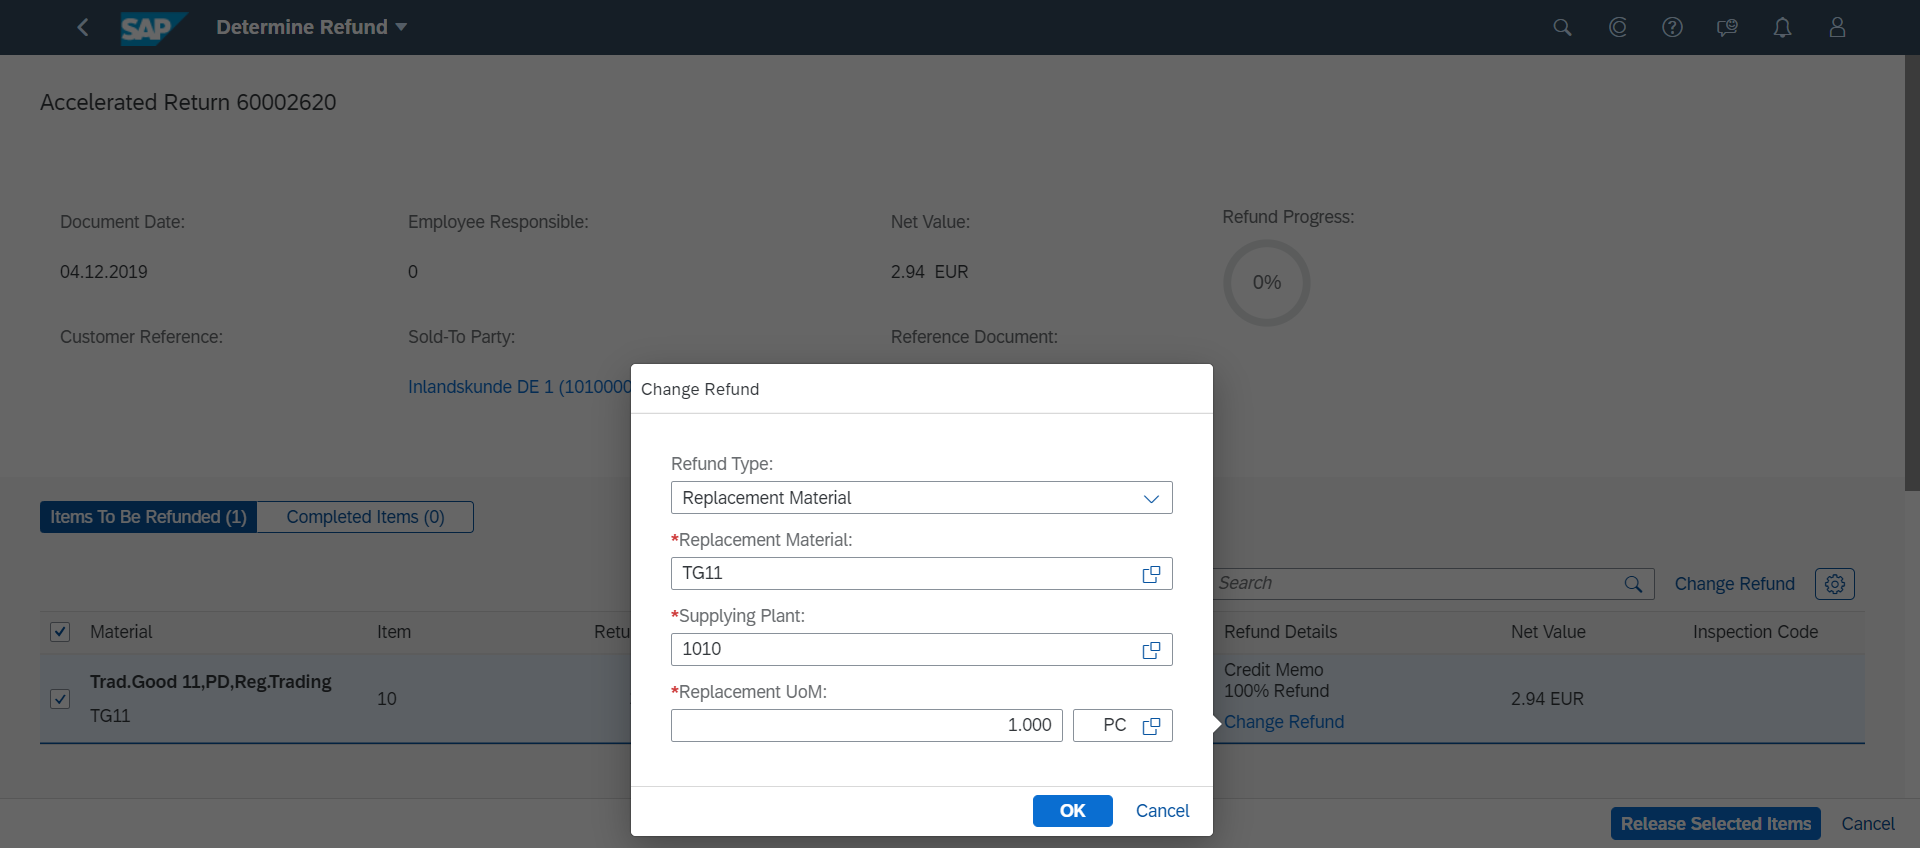 SAP
Determine Refund
Accelerated Return 60002620
Document Date:
Employee Responsible:
Net Value:
Refund Progress:
04.12.2019
0
2.94 EUR
0%
Customer Reference:
Sold-To Party:
Reference Document:
Inlandskunde DE 1 (1010000
Change Refund
Refund Type:
Replacement Material
*Replacement Material:
TG11
*Supplying Plant:
1010
*Replacement UoM:
1.000 PC
OK Cancel
Items To Be Refunded (1) Completed Items (0)
Search
Change Refund
Material
Item
Retu
Refund Details
Net Value
Inspection Code
Trad.Good 11,PD,Reg.Trading
TG11
10
Credit Memo
100% Refund
Change Refund
2.94 EUR
Release Selected Items Cancel